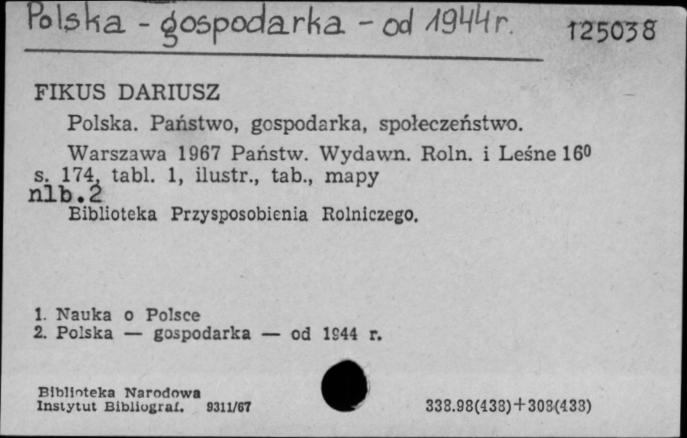 Polska - gospodarka - od 1944 r. 125038
FIKUS DARIUSZ
Polska. Państwo, gospodarka, społeczeństwo.
Warszawa 1967 Państw. Wydawn. Roln. i Leśne 16⁰
s. 174, tabl. 1, ilustr., tab., mapy
nlb.2
Biblioteka Przysposobienia Rolniczego.
1. Nauka o Polsce
2. Polska — gospodarka — od 1944 r.
Biblioteka Narodowa
Instytut Bibliograf. 9311/67 338.98(438)+308(438)